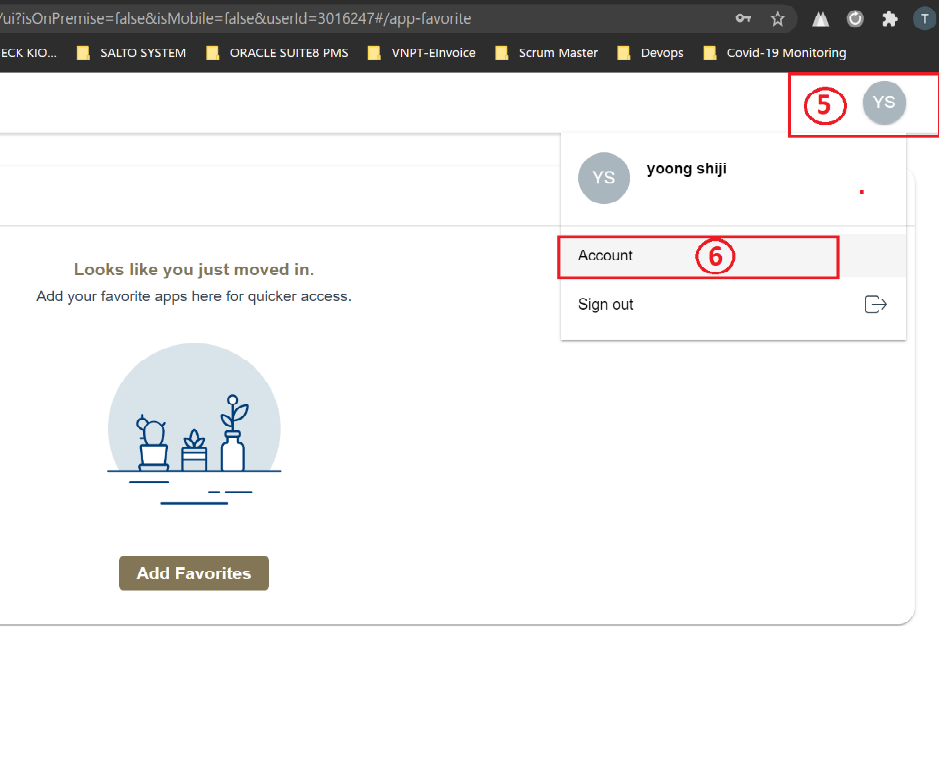 /ui?isOnPremise=false&isMobile=false&userId=3016247#/app-favorite
T
ECK KIO... SALTO SYSTEM ORACLE SUITE8 PMS VNPT-EInvoice Scrum Master Devops Covid-19 Monitoring
5 YS
YS yoong shiji
Account 6
Sign out
Looks like you just moved in.
Add your favorite apps here for quicker access.
Add Favorites